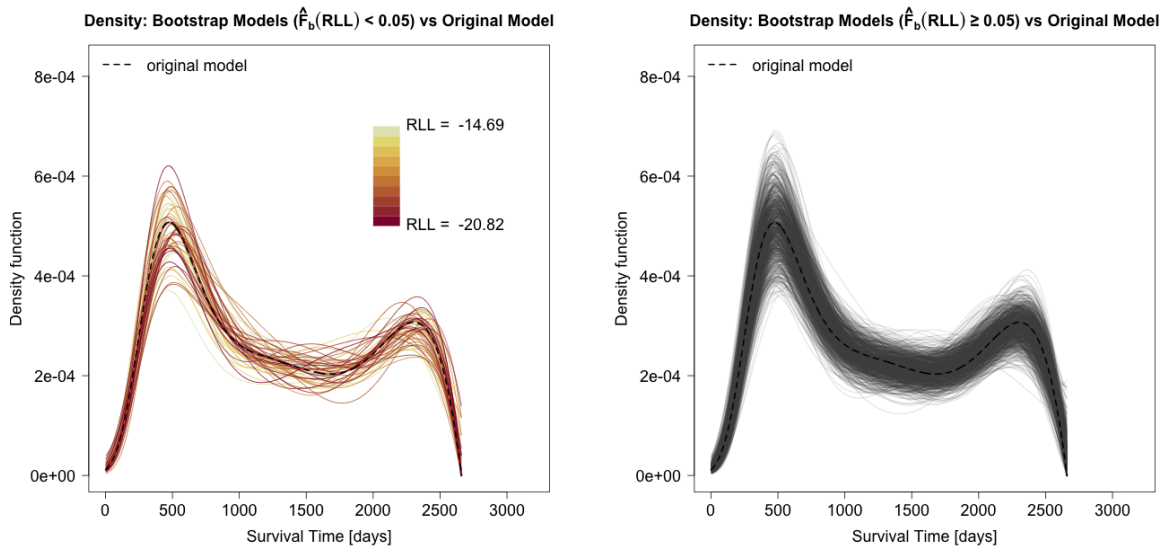 Density: Bootstrap Models (F̂b(RLL) < 0.05) vs Original Model
original model
8e-04
6e-04
4e-04
2e-04
0e+00
Density function
RLL = -14.69
RLL = -20.82
0 500 1000 1500 2000 2500 3000
Survival Time [days]
Density: Bootstrap Models (F̂b(RLL) ≥ 0.05) vs Original Model
original model
8e-04
6e-04
4e-04
2e-04
0e+00
Density function
0 500 1000 1500 2000 2500 3000
Survival Time [days]